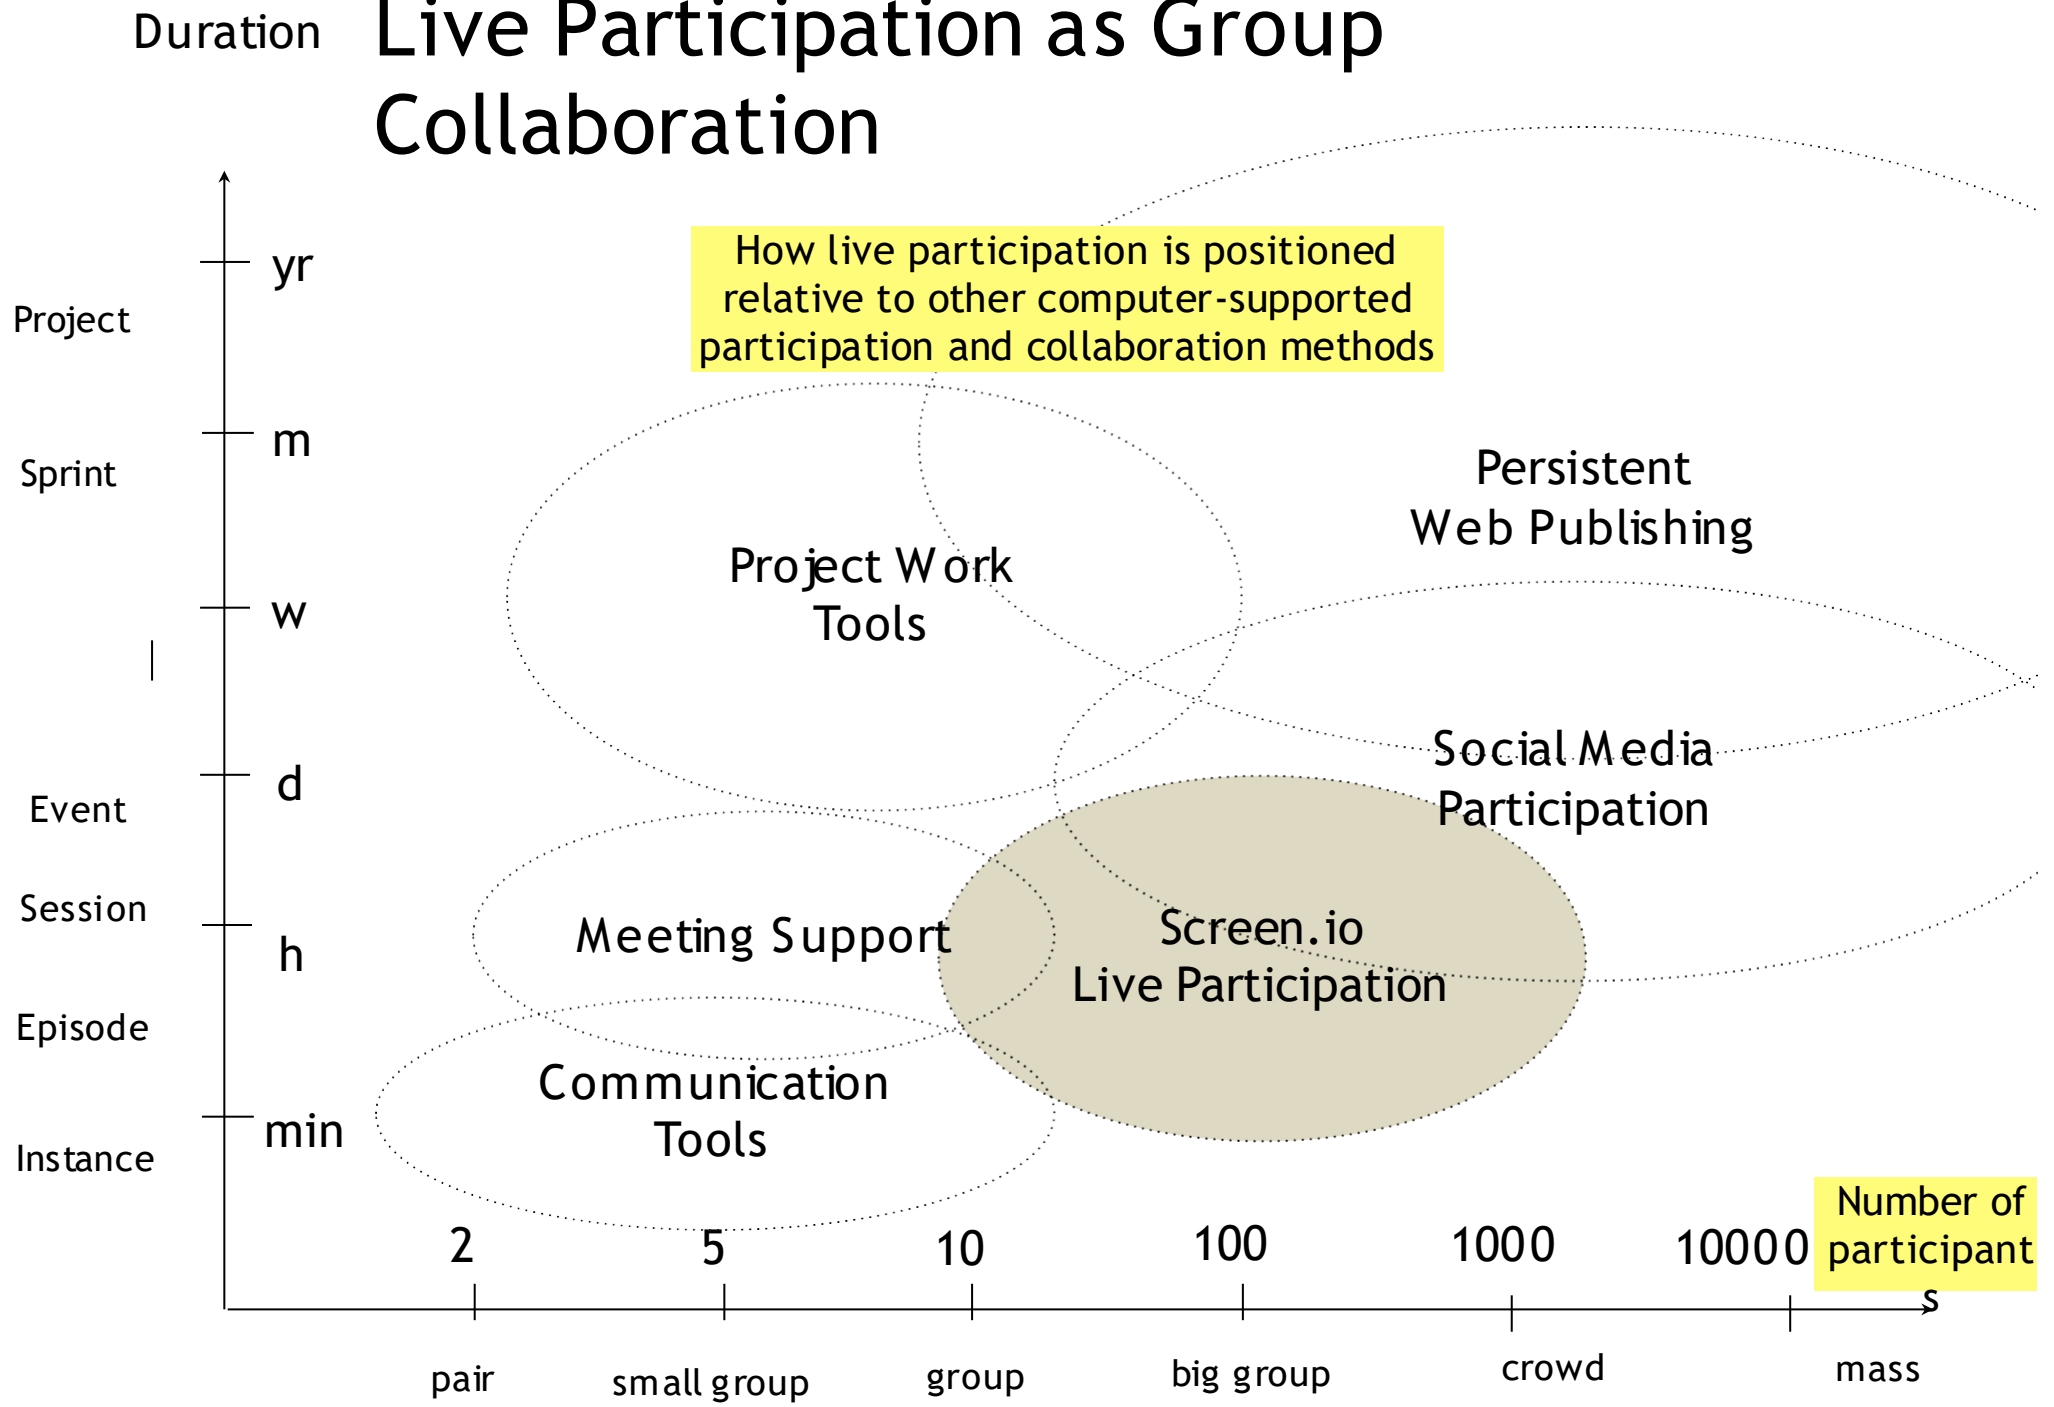 Duration
Live Participation as Group
Collaboration
How live participation is positioned
relative to other computer-supported
participation and collaboration methods
yr
Project
m
Sprint
Persistent
Web Publishing
Project Work
Tools
w
Social Media
Participation
d
Event
Session
Meeting Support
Screen.io
Live Participation
h
Episode
Communication
Tools
min
Instance
Number of
participant
s
2 5 10 100 1000 10000
pair small group group big group crowd mass